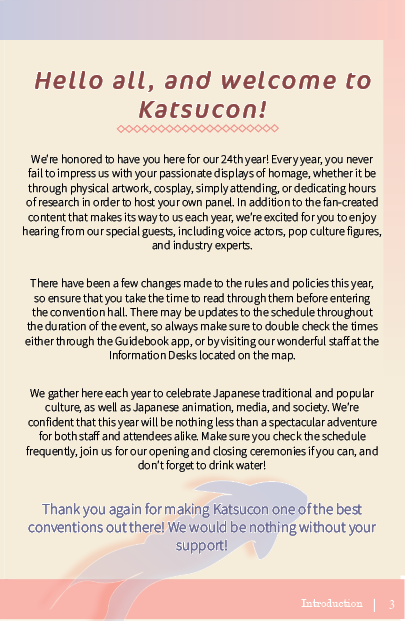 Hello all, and welcome to
Katsucon!
We're honored to have you here for our 24th year! Every year, you never
fail to impress us with your passionate displays of homage, whether it be
through physical artwork, cosplay, simply attending, or dedicating hours
of research in order to host your own panel. In addition to the fan-created
content that makes its way to us each year, we're excited for you to enjoy
hearing from our special guests, including voice actors, pop culture figures,
and industry experts.
There have been a few changes made to the rules and policies this year,
so ensure that you take the time to read through them before entering
the convention hall. There may be updates to the schedule throughout
the duration of the event, so always make sure to double check the times
either through the Guidebook app, or by visiting our wonderful staff at the
Information Desks located on the map.
We gather here each year to celebrate Japanese traditional and popular
culture, as well as Japanese animation, media, and society. We're
confident that this year will be nothing less than a spectacular adventure
for both staff and attendees alike. Make sure you check the schedule
frequently, join us for our opening and closing ceremonies if you can, and
don't forget to drink water!
Thank you again for making Katsucon one of the best
conventions out there! We would be nothing without your
support!
Introduction | 3